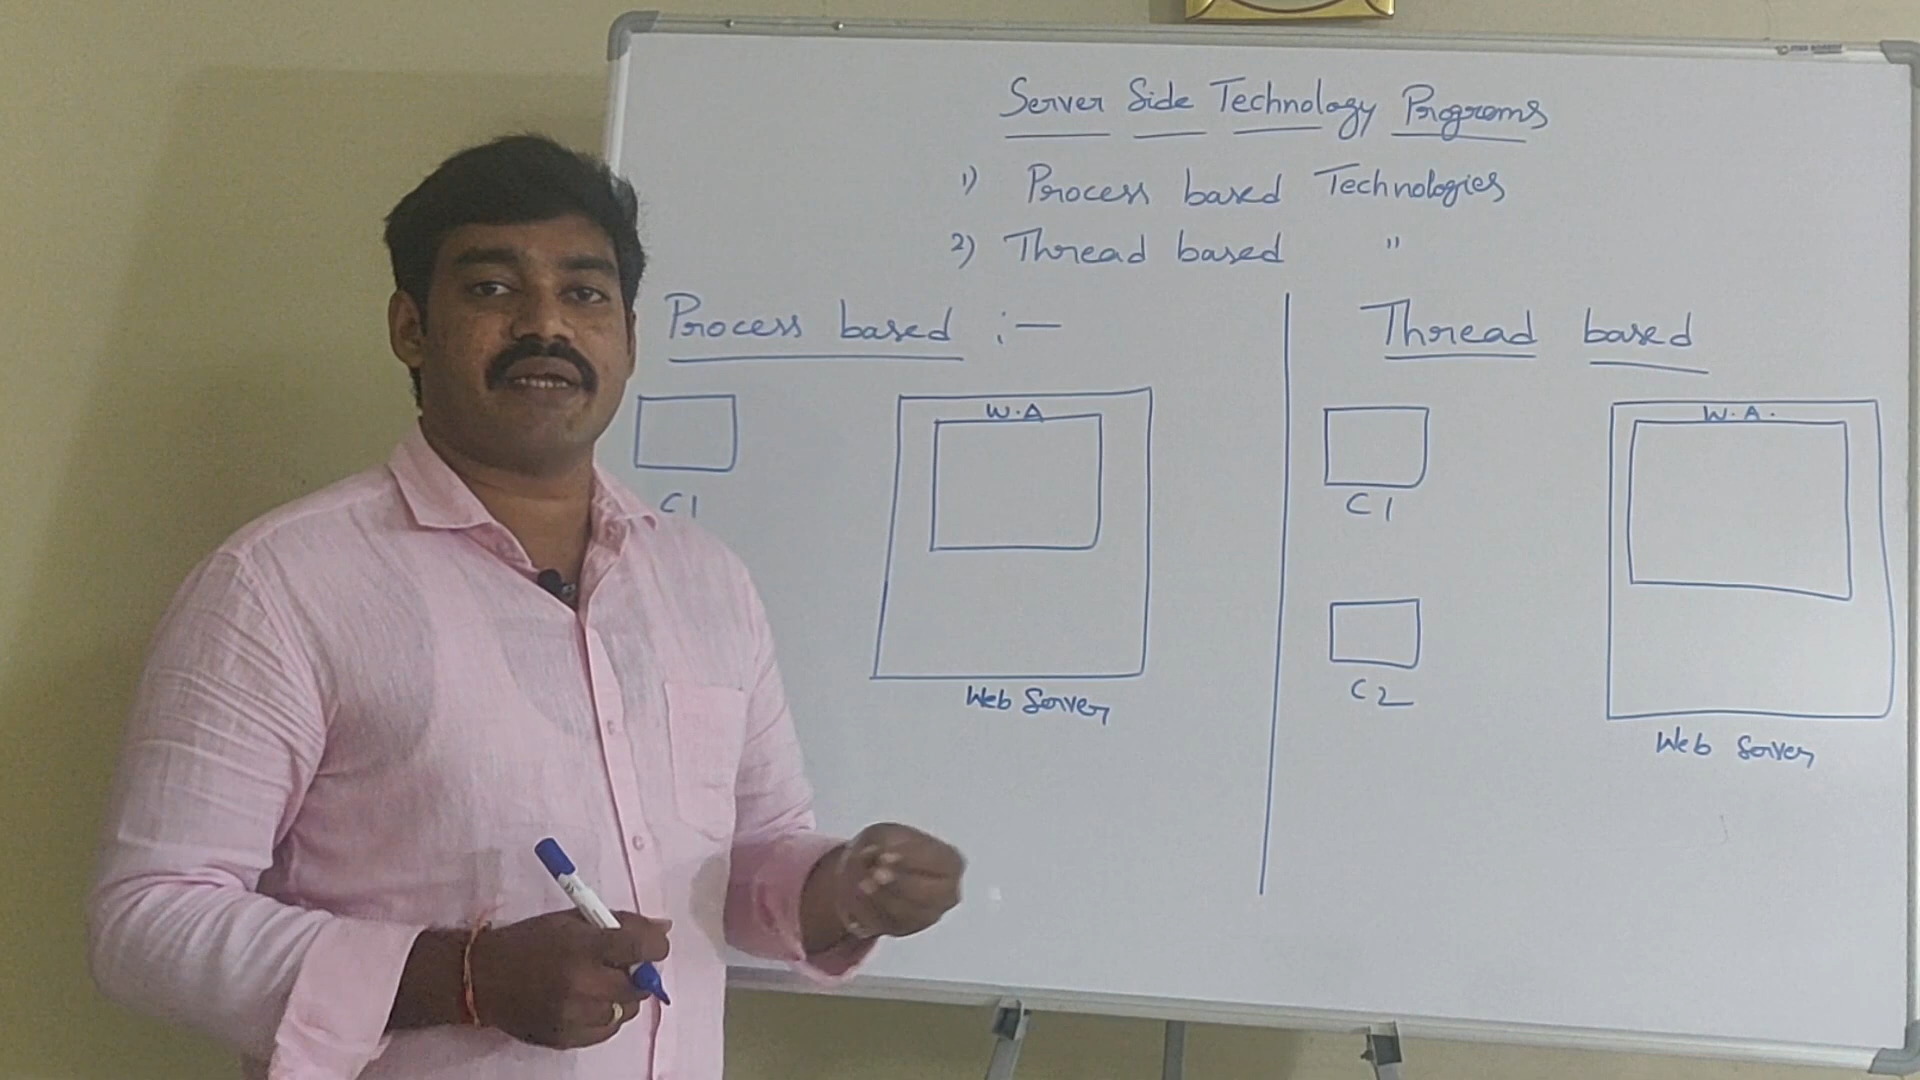 Server Side Technology Programs
1) Process based Technologies
2) Thread based "
Process based :-
W.A
C1
Web Server
Thread based
W.A.
C1
C2
Web Server